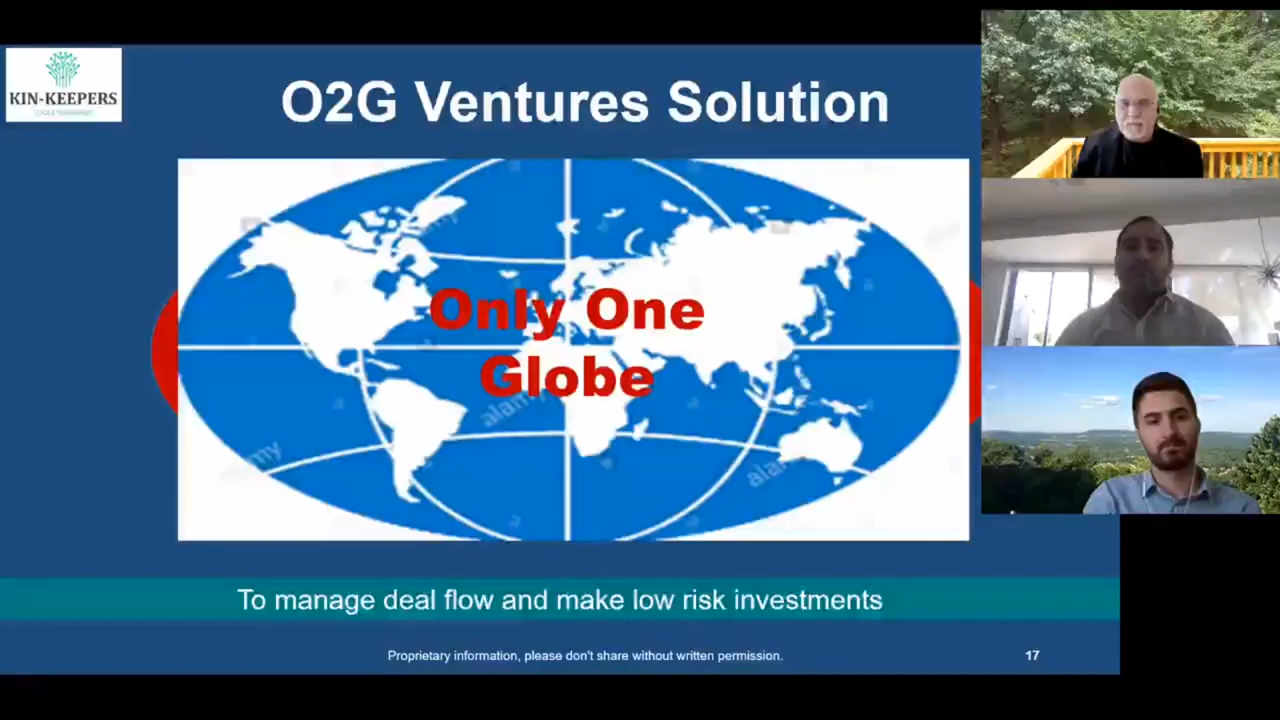 KIN-KEEPERS
O2G Ventures Solution
Only One
Globe
alamy
To manage deal flow and make low risk investments
Proprietary information, please don't share without written permission.
17